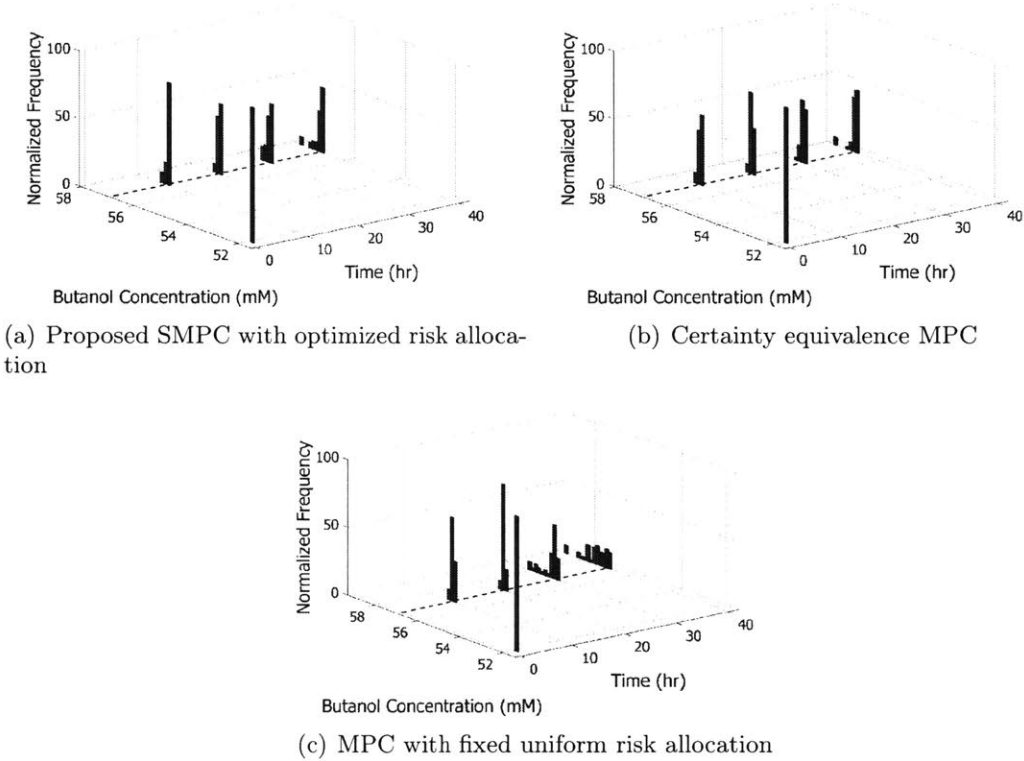 Normalized Frequency
100
50
0
58
56
54
52
0
10
20
30
40
Time (hr)
Butanol Concentration (mM)
(a) Proposed SMPC with optimized risk alloca-
tion
Normalized Frequency
100
50
0
58
56
54
52
0
10
20
30
40
Time (hr)
Butanol Concentration (mM)
(b) Certainty equivalence MPC
Normalized Frequency
100
50
0
58
56
54
52
0
10
20
30
40
Time (hr)
Butanol Concentration (mM)
(c) MPC with fixed uniform risk allocation